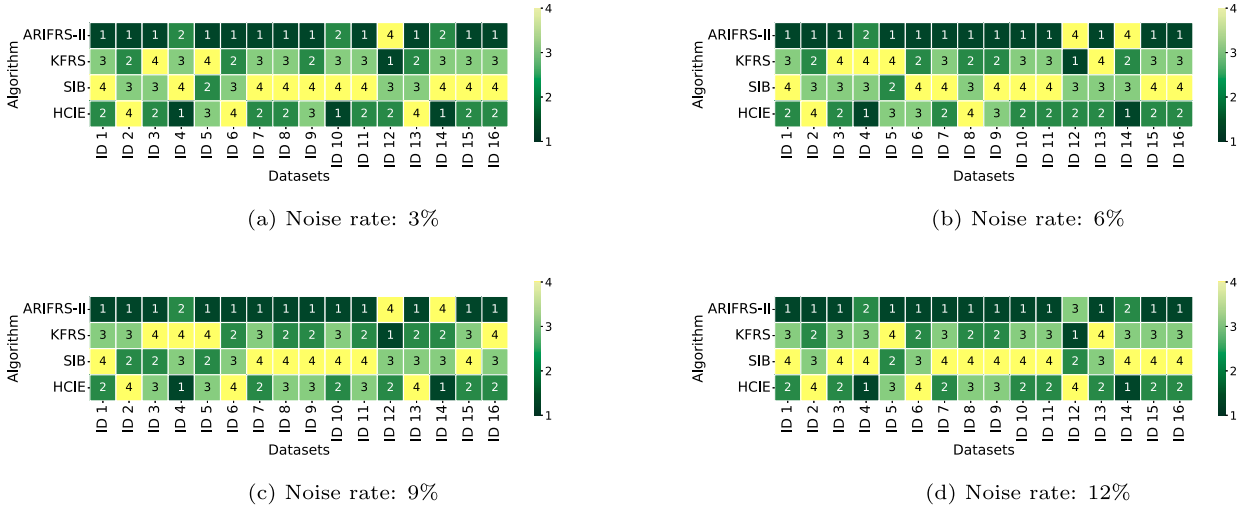 Algorithm
ARIFRS-II 1 1 1 2 1 1 1 1 1 2 1 4 1 2 1 1
KFRS 3 2 4 3 4 2 3 2 3 3 3 1 2 3 3 3
SIB 4 3 3 4 2 3 4 4 4 4 4 3 3 4 4 4
HCIE 2 4 2 1 3 4 2 2 3 1 2 2 4 1 2 2
ID 1 ID 2 ID 3 ID 4 ID 5 ID 6 ID 7 ID 8 ID 9 ID 10 ID 11 ID 12 ID 13 ID 14 ID 15 ID 16
Datasets
4
3
2
1
(a) Noise rate: 3%
Algorithm
ARIFRS-II 1 1 1 2 1 1 1 1 1 1 1 4 1 4 1 1
KFRS 3 2 4 4 4 2 3 2 2 3 3 1 4 2 3 3
SIB 4 3 3 3 2 4 4 3 4 4 4 3 3 3 4 4
HCIE 2 4 2 1 3 3 2 4 3 2 2 2 2 1 2 2
ID 1 ID 2 ID 3 ID 4 ID 5 ID 6 ID 7 ID 8 ID 9 ID 10 ID 11 ID 12 ID 13 ID 14 ID 15 ID 16
Datasets
4
3
2
1
(b) Noise rate: 6%
Algorithm
ARIFRS-II 1 1 1 2 1 1 1 1 1 1 1 4 1 4 1 1
KFRS 3 3 4 4 4 2 3 2 2 3 2 1 2 2 3 4
SIB 4 2 2 3 2 3 4 4 4 4 4 3 3 3 4 3
HCIE 2 4 3 1 3 4 2 3 3 2 3 2 4 1 2 2
ID 1 ID 2 ID 3 ID 4 ID 5 ID 6 ID 7 ID 8 ID 9 ID 10 ID 11 ID 12 ID 13 ID 14 ID 15 ID 16
Datasets
4
3
2
1
(c) Noise rate: 9%
Algorithm
ARIFRS-II 1 1 1 2 1 1 1 1 1 1 1 3 1 2 1 1
KFRS 3 2 3 3 4 2 3 2 2 3 3 1 4 3 3 3
SIB 4 3 4 4 2 3 4 4 4 4 4 2 3 4 4 4
HCIE 2 4 2 1 3 4 2 3 3 2 2 4 2 1 2 2
ID 1 ID 2 ID 3 ID 4 ID 5 ID 6 ID 7 ID 8 ID 9 ID 10 ID 11 ID 12 ID 13 ID 14 ID 15 ID 16
Datasets
4
3
2
1
(d) Noise rate: 12%